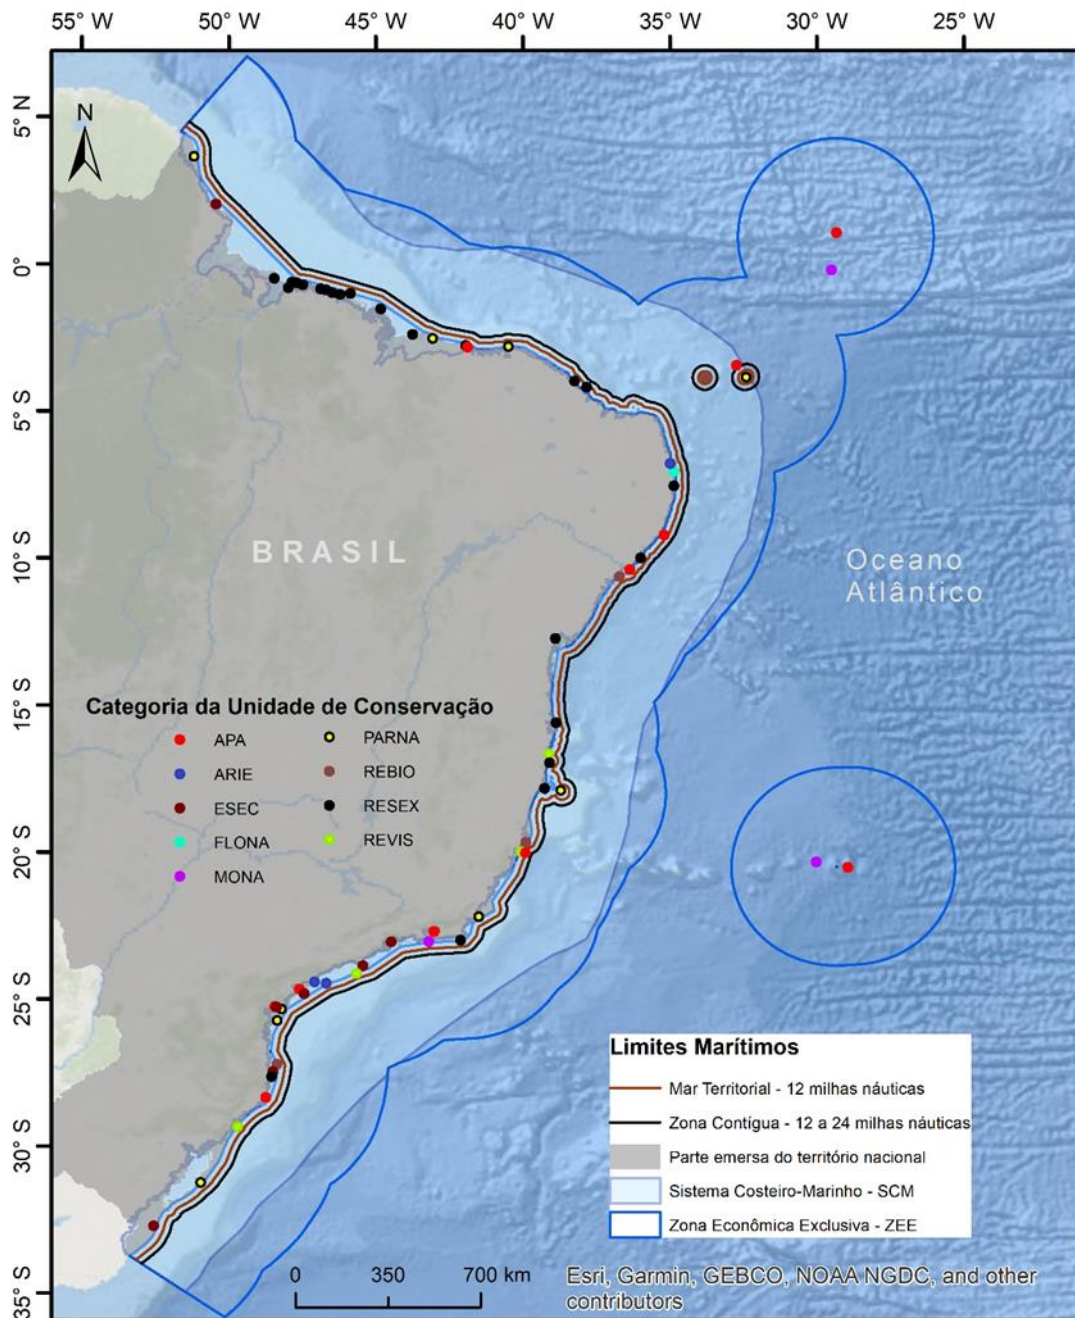 55° W 50° W 45° W 40° W 35° W 30° W 25° W
5° N
0°
5° S
10° S
15° S
20° S
25° S
30° S
35° S
N
BRASIL
Oceano
Atlântico
Categoria da Unidade de Conservação
APA
ARIE
ESEC
FLONA
MONA
PARNA
REBIO
RESEX
REVIS
Limites Marítimos
Mar Territorial - 12 milhas náuticas
Zona Contígua - 12 a 24 milhas náuticas
Parte emersa do território nacional
Sistema Costeiro-Marinho - SCM
Zona Econômica Exclusiva - ZEE
0 350 700 km
Esri, Garmin, GEBCO, NOAA NGDC, and other
contributors